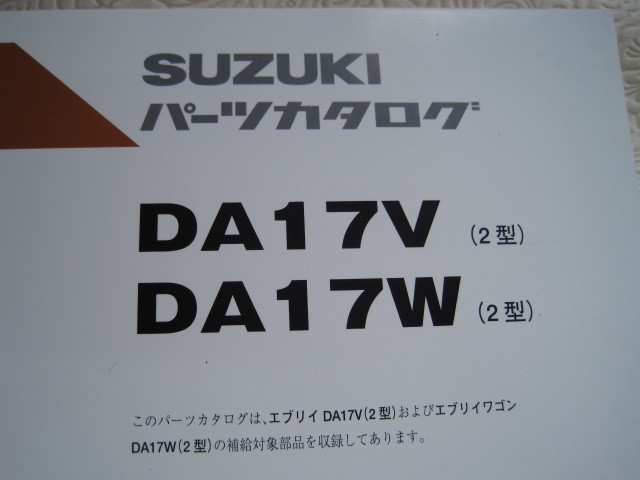 SUZUKI
パーツカタログ
DA17V (2型)
DA17W (2型)
このパーツカタログは、エブリイ DA17V(2型)およびエブリイワゴン
DA17W(2型)の補給対象部品を収録してあります。